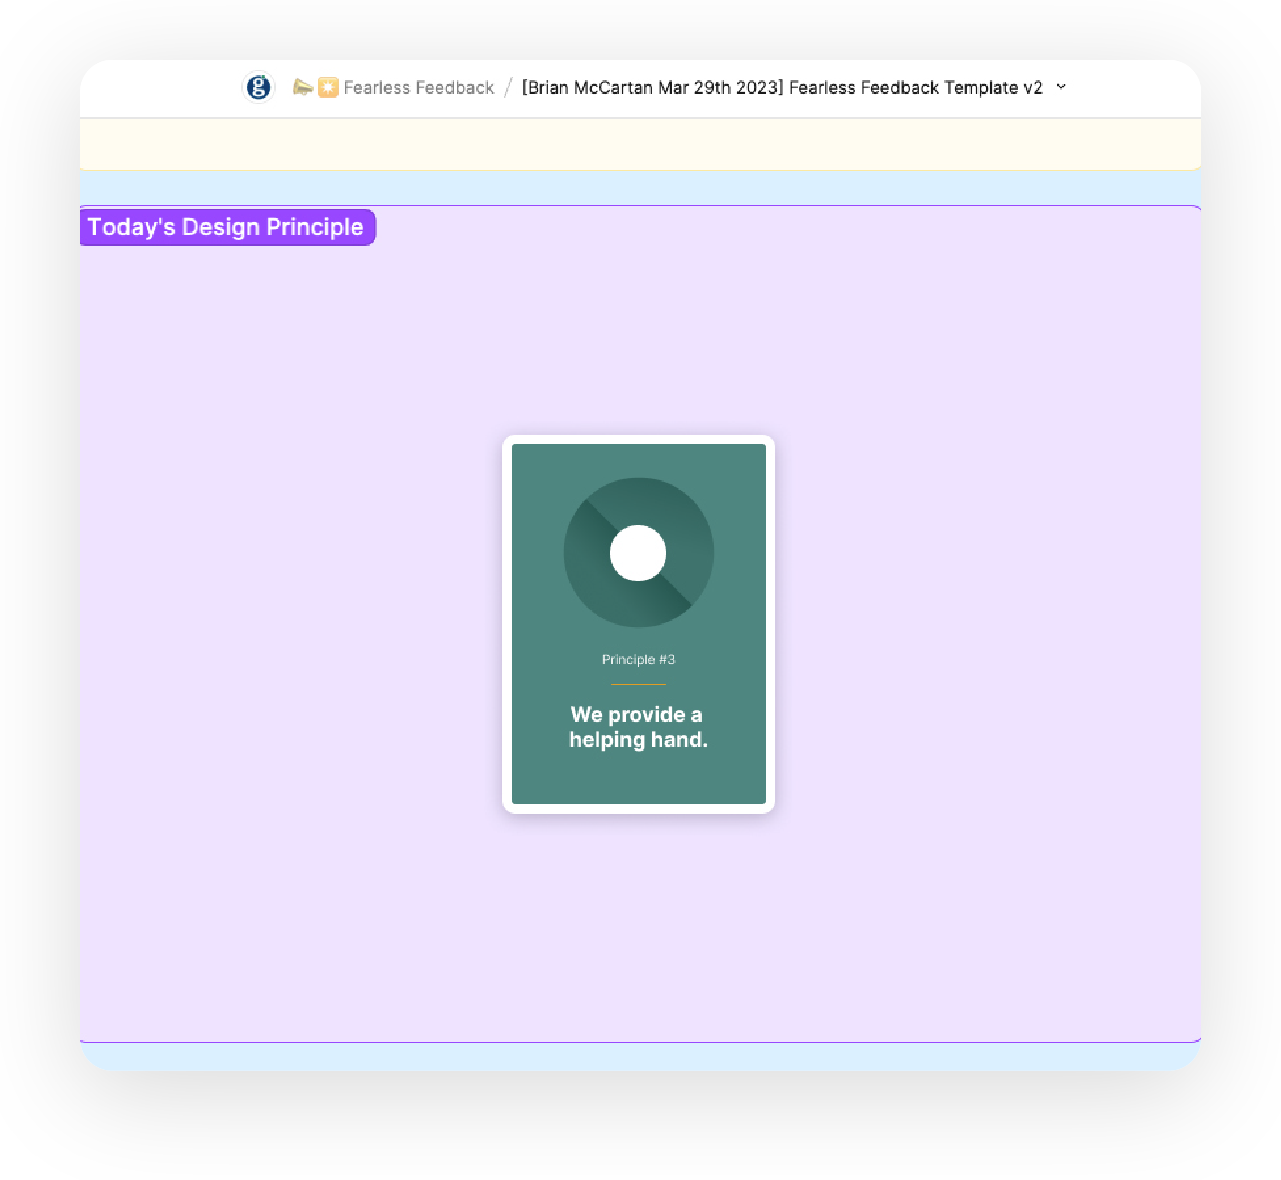 g
Fearless Feedback / [Brian McCartan Mar 29th 2023] Fearless Feedback Template v2
Today's Design Principle
Principle #3
We provide a
helping hand.